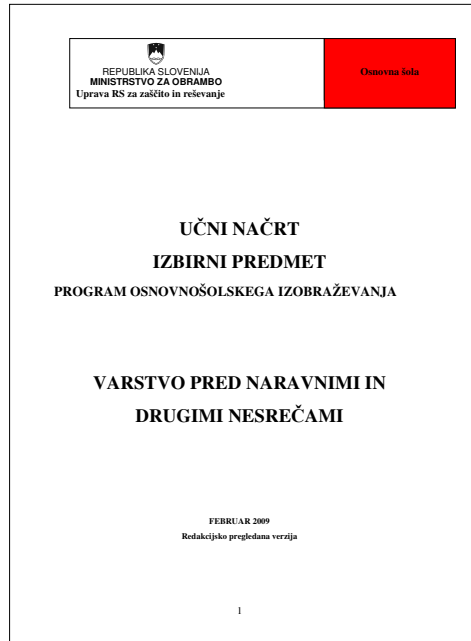 REPUBLIKA SLOVENIJA
MINISTRSTVO ZA OBRAMBO
Uprava RS za zaščito in reševanje
Osnovna šola
UČNI NAČRT
IZBIRNI PREDMET
PROGRAM OSNOVNOŠOLSKEGA IZOBRAŽEVANJA
VARSTVO PRED NARAVNIMI IN
DRUGIMI NESREČAMI
FEBRUAR 2009
Redakcijsko pregledana verzija
1